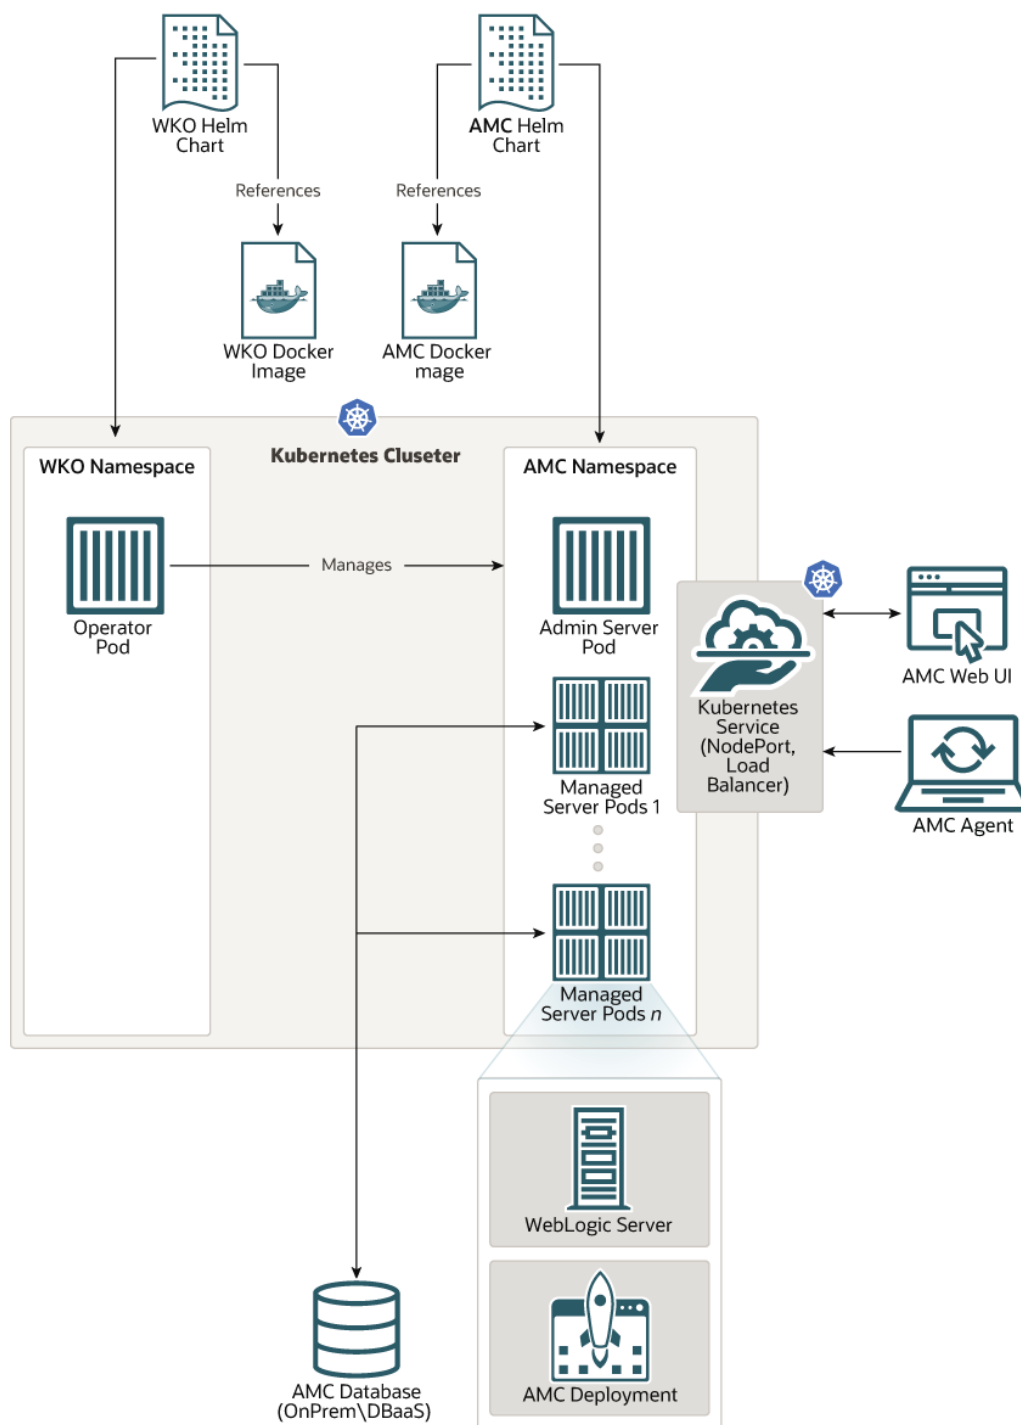 WKO Helm
Chart
AMC Helm
Chart
References
References
WKO Docker
Image
AMC Docker
mage
Kubernetes Cluseter
WKO Namespace
AMC Namespace
Operator
Pod
Manages
Admin Server
Pod
Kubernetes
Service
(NodePort,
Load
Balancer)
AMC Web UI
AMC Agent
Managed
Server Pods 1
Managed
Server Pods n
WebLogic Server
AMC Deployment
AMC Database
(OnPrem\DBaaS)